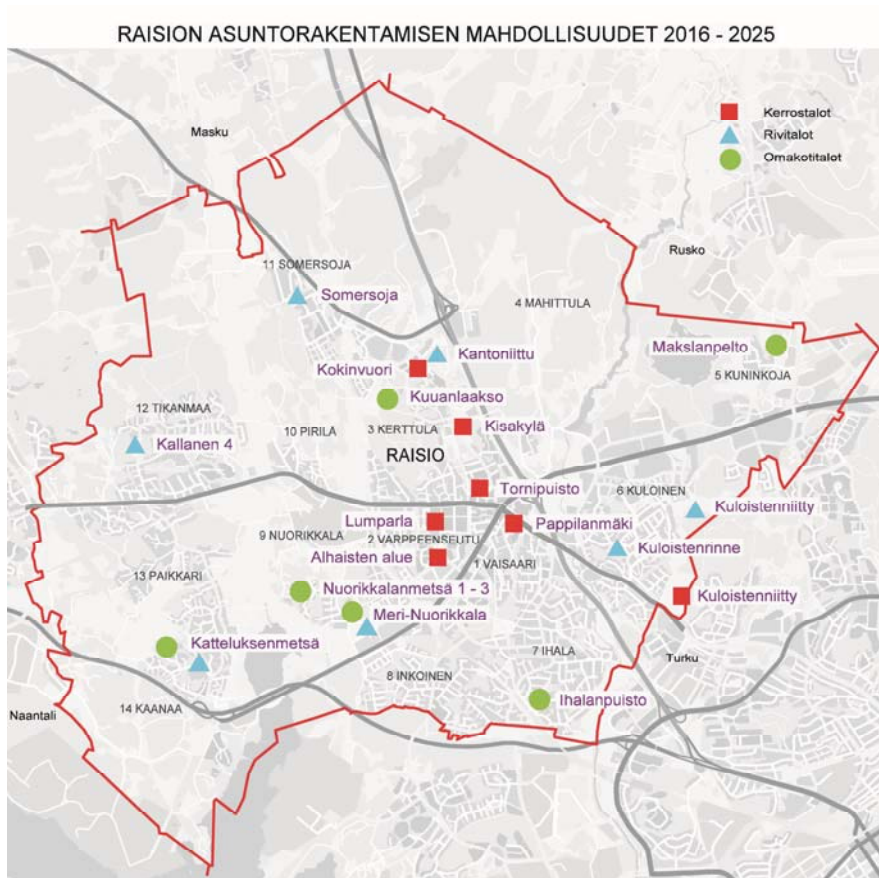 RAISION ASUNTORAKENTAMISEN MAHDOLLISUUDET 2016 - 2025
Kerrostalot
Rivitalot
Omakotitalot
Masku
Rusko
11 SOMERSOJA
Somersoja
4 MAHITTULA
Makslanpelto
Kantoniittu
Kokinvuori
5 KUNINKOJA
Kuuanlaakso
12 TIKANMAA
Kisakylä
10 PIRILA
3 KERTTULA
Kallanen 4
RAISIO
Tornipuisto
6 KULOINEN
Kuloistenniitty
Lumparla
Pappilanmäki
9 NUORIKKALA
2 VARPPEENSEUTU
Kuloistenrinne
Alhaisten alue
1 VAISAARI
13 PAIKKARI
Nuorikkalanmetsä 1 - 3
Kuloistenniitty
Meri-Nuorikkala
Katteluksenmetsä
7 IHALA
Turku
8 INKOINEN
Ihalanpuisto
14 KAANAA
Naantali